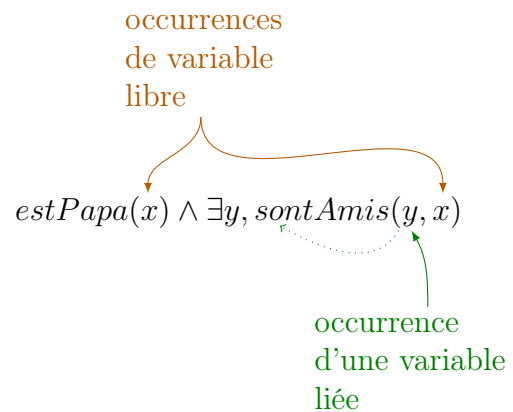 occurrences
de variable
libre
estPapa(x) ∧ ∃y, sontAmis(y, x)
occurrence
d'une variable
liée